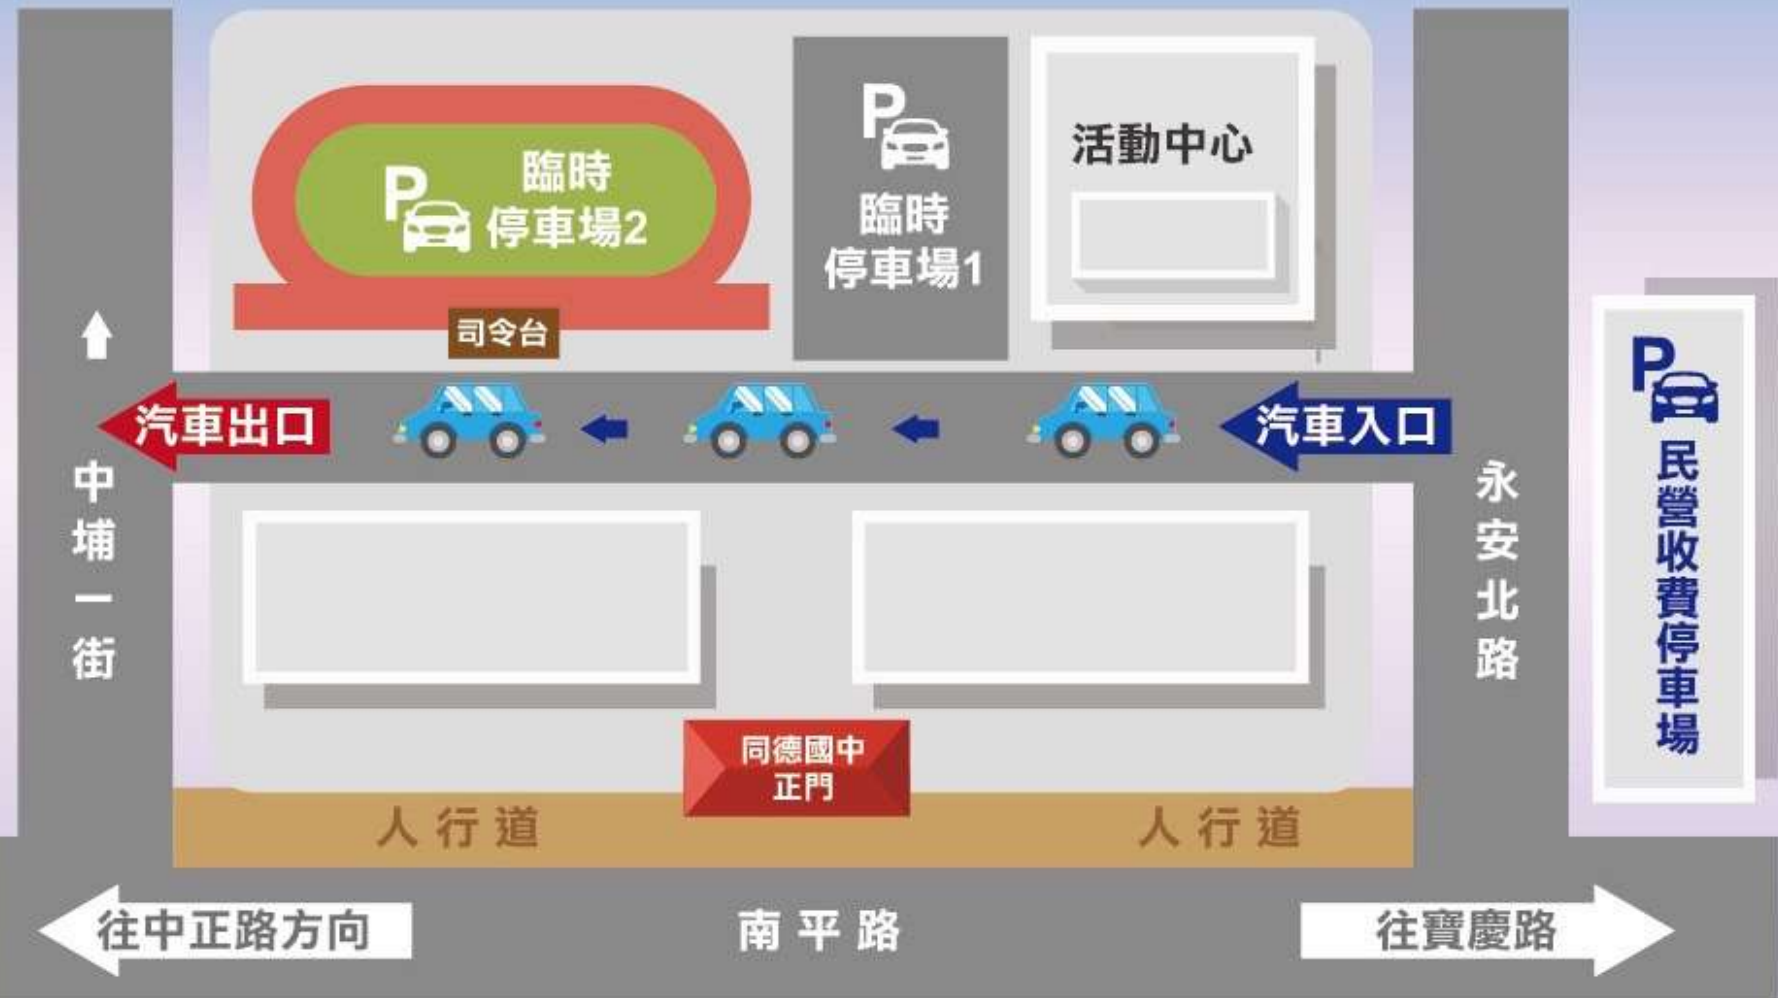 P
臨時
停車場2
P
臨時
停車場1
活動中心
司令台
汽車出口
汽車入口
中埔一街
永安北路
P
民營收費停車場
同德國中
正門
人行道
人行道
往中正路方向
南平路
往寶慶路